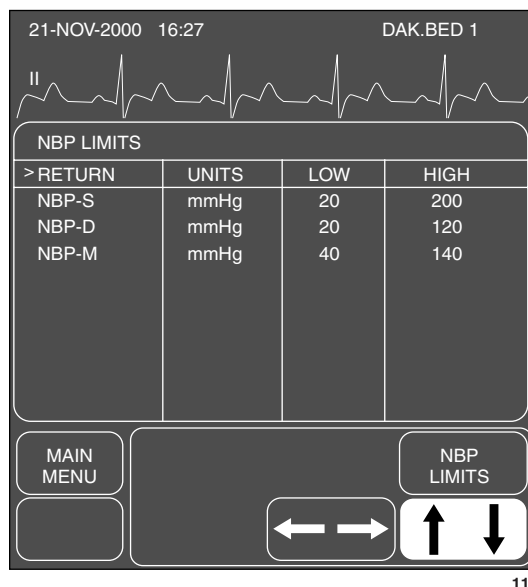 21-NOV-2000 16:27 DAK.BED 1
II
NBP LIMITS
>RETURN UNITS LOW HIGH
NBP-S mmHg 20 200
NBP-D mmHg 20 120
NBP-M mmHg 40 140
MAIN
MENU
NBP
LIMITS
11